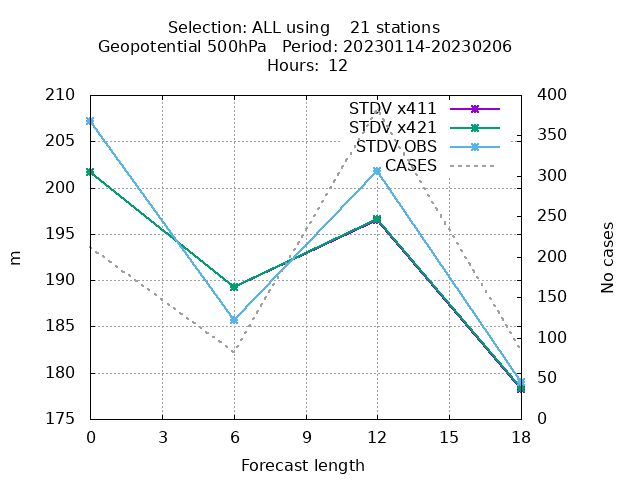 Selection: ALL using    21 stations
Geopotential 500hPa   Period: 20230114-20230206
Hours:  12
STDV x411
STDV x421
STDV OBS
CASES
210
205
200
195
190
185
180
175
400
350
300
250
200
150
100
50
0
m
No cases
0 3 6 9 12 15 18
Forecast length